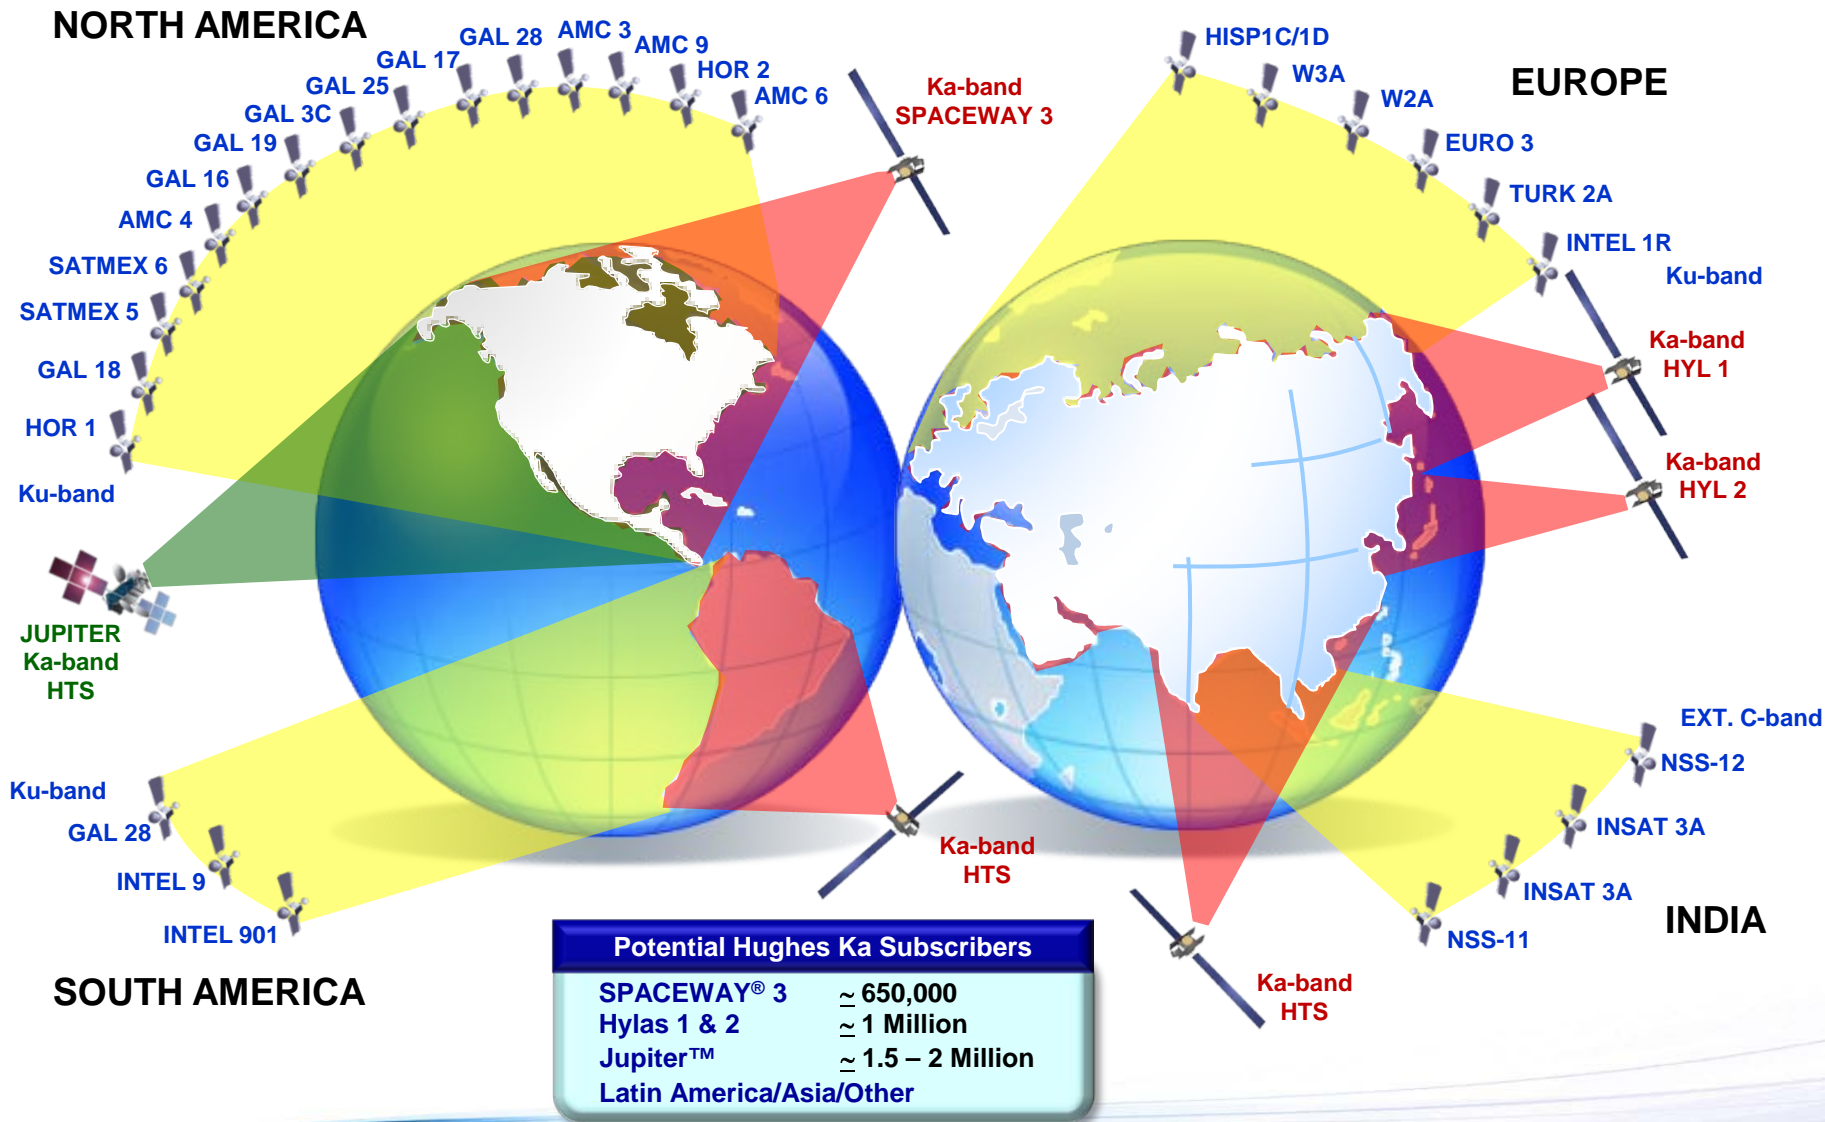 NORTH AMERICA
GAL 28
AMC 3
AMC 9
GAL 17
HOR 2
GAL 25
AMC 6
GAL 3C
GAL 19
GAL 16
AMC 4
SATMEX 6
SATMEX 5
GAL 18
HOR 1
Ku-band
Ka-band
SPACEWAY 3
JUPITER
Ka-band
HTS
HISP1C/1D
W3A
EUROPE
W2A
EURO 3
TURK 2A
INTEL 1R
Ku-band
Ka-band
HYL 1
Ka-band
HYL 2
Ku-band
GAL 28
INTEL 9
INTEL 901
SOUTH AMERICA
Ka-band
HTS
EXT. C-band
NSS-12
INSAT 3A
INSAT 3A
NSS-11
INDIA
Ka-band
HTS
Potential Hughes Ka Subscribers
SPACEWAY® 3 ≃ 650,000
Hylas 1 & 2 ≃ 1 Million
Jupiter™ ≃ 1.5 – 2 Million
Latin America/Asia/Other